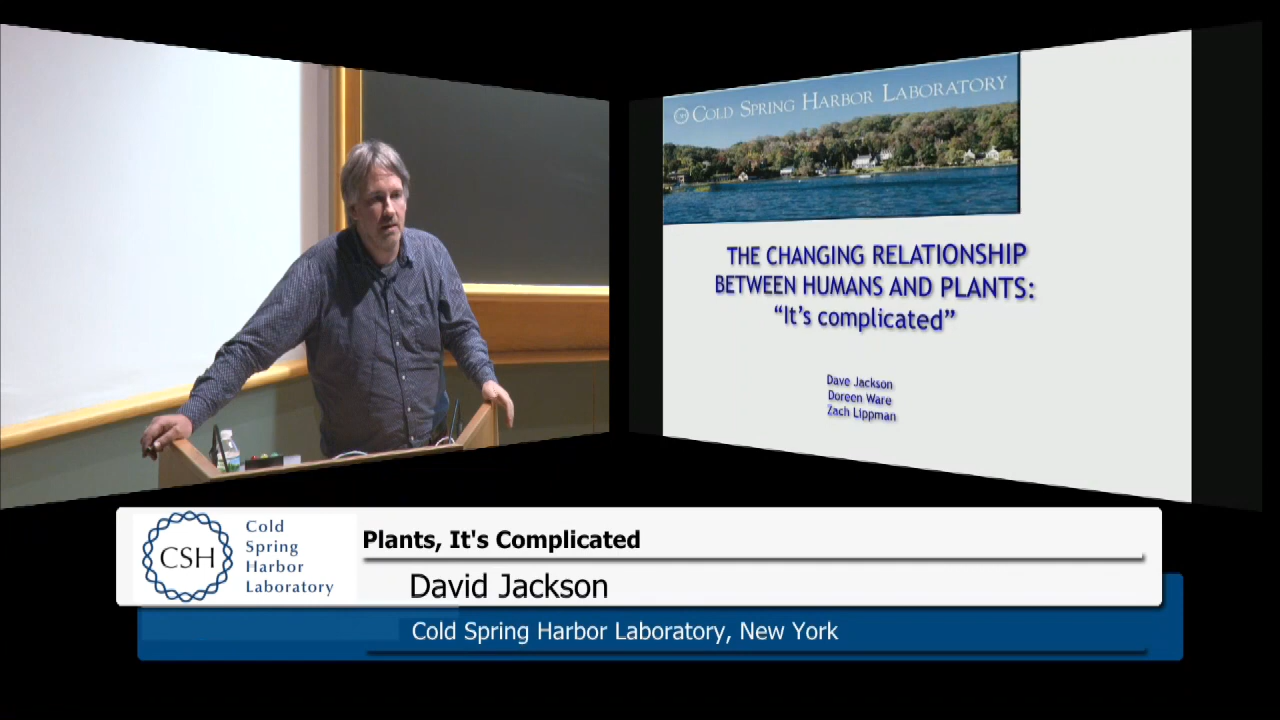 COLD SPRING HARBOR LABORATORY
THE CHANGING RELATIONSHIP
BETWEEN HUMANS AND PLANTS:
“It’s complicated”
Dave Jackson
Doreen Ware
Zach Lippman
CSH
Cold
Spring
Harbor
Laboratory
Plants, It's Complicated
David Jackson
Cold Spring Harbor Laboratory, New York